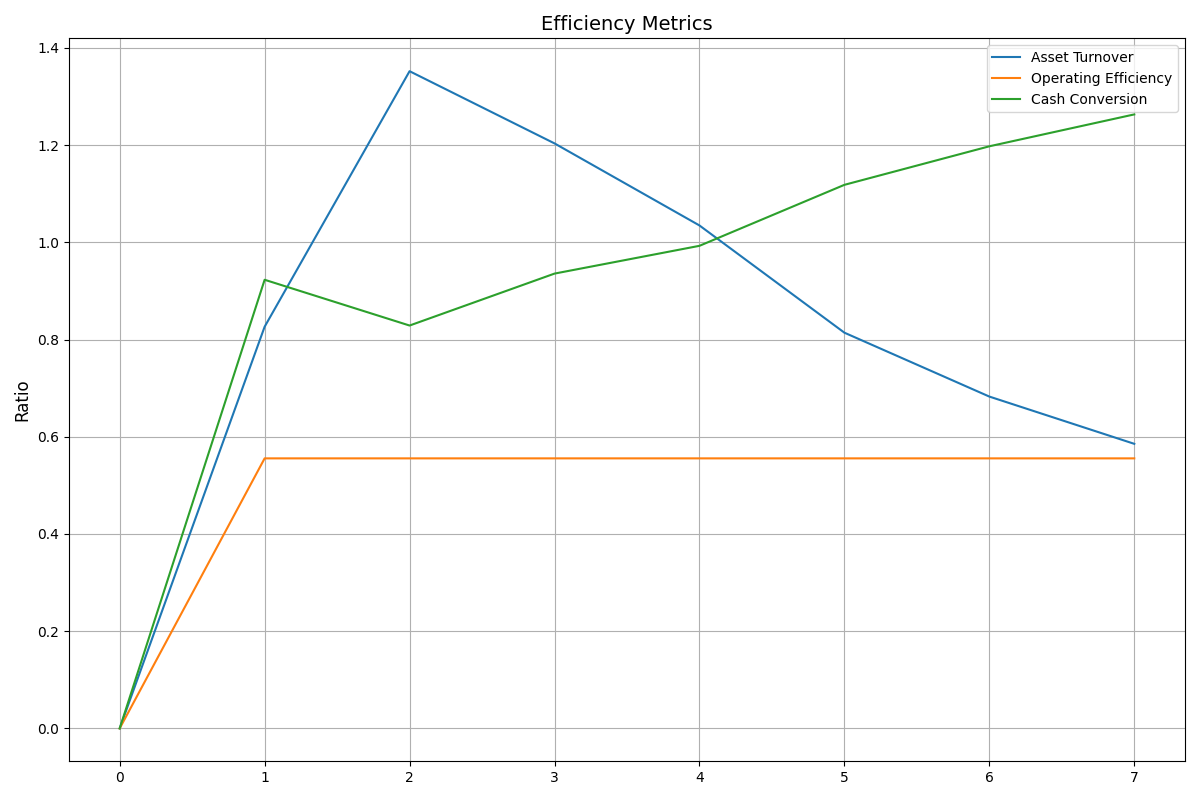 Efficiency Metrics
Asset Turnover
Operating Efficiency
Cash Conversion
Ratio
1.4
1.2
1.0
0.8
0.6
0.4
0.2
0.0
0 1 2 3 4 5 6 7